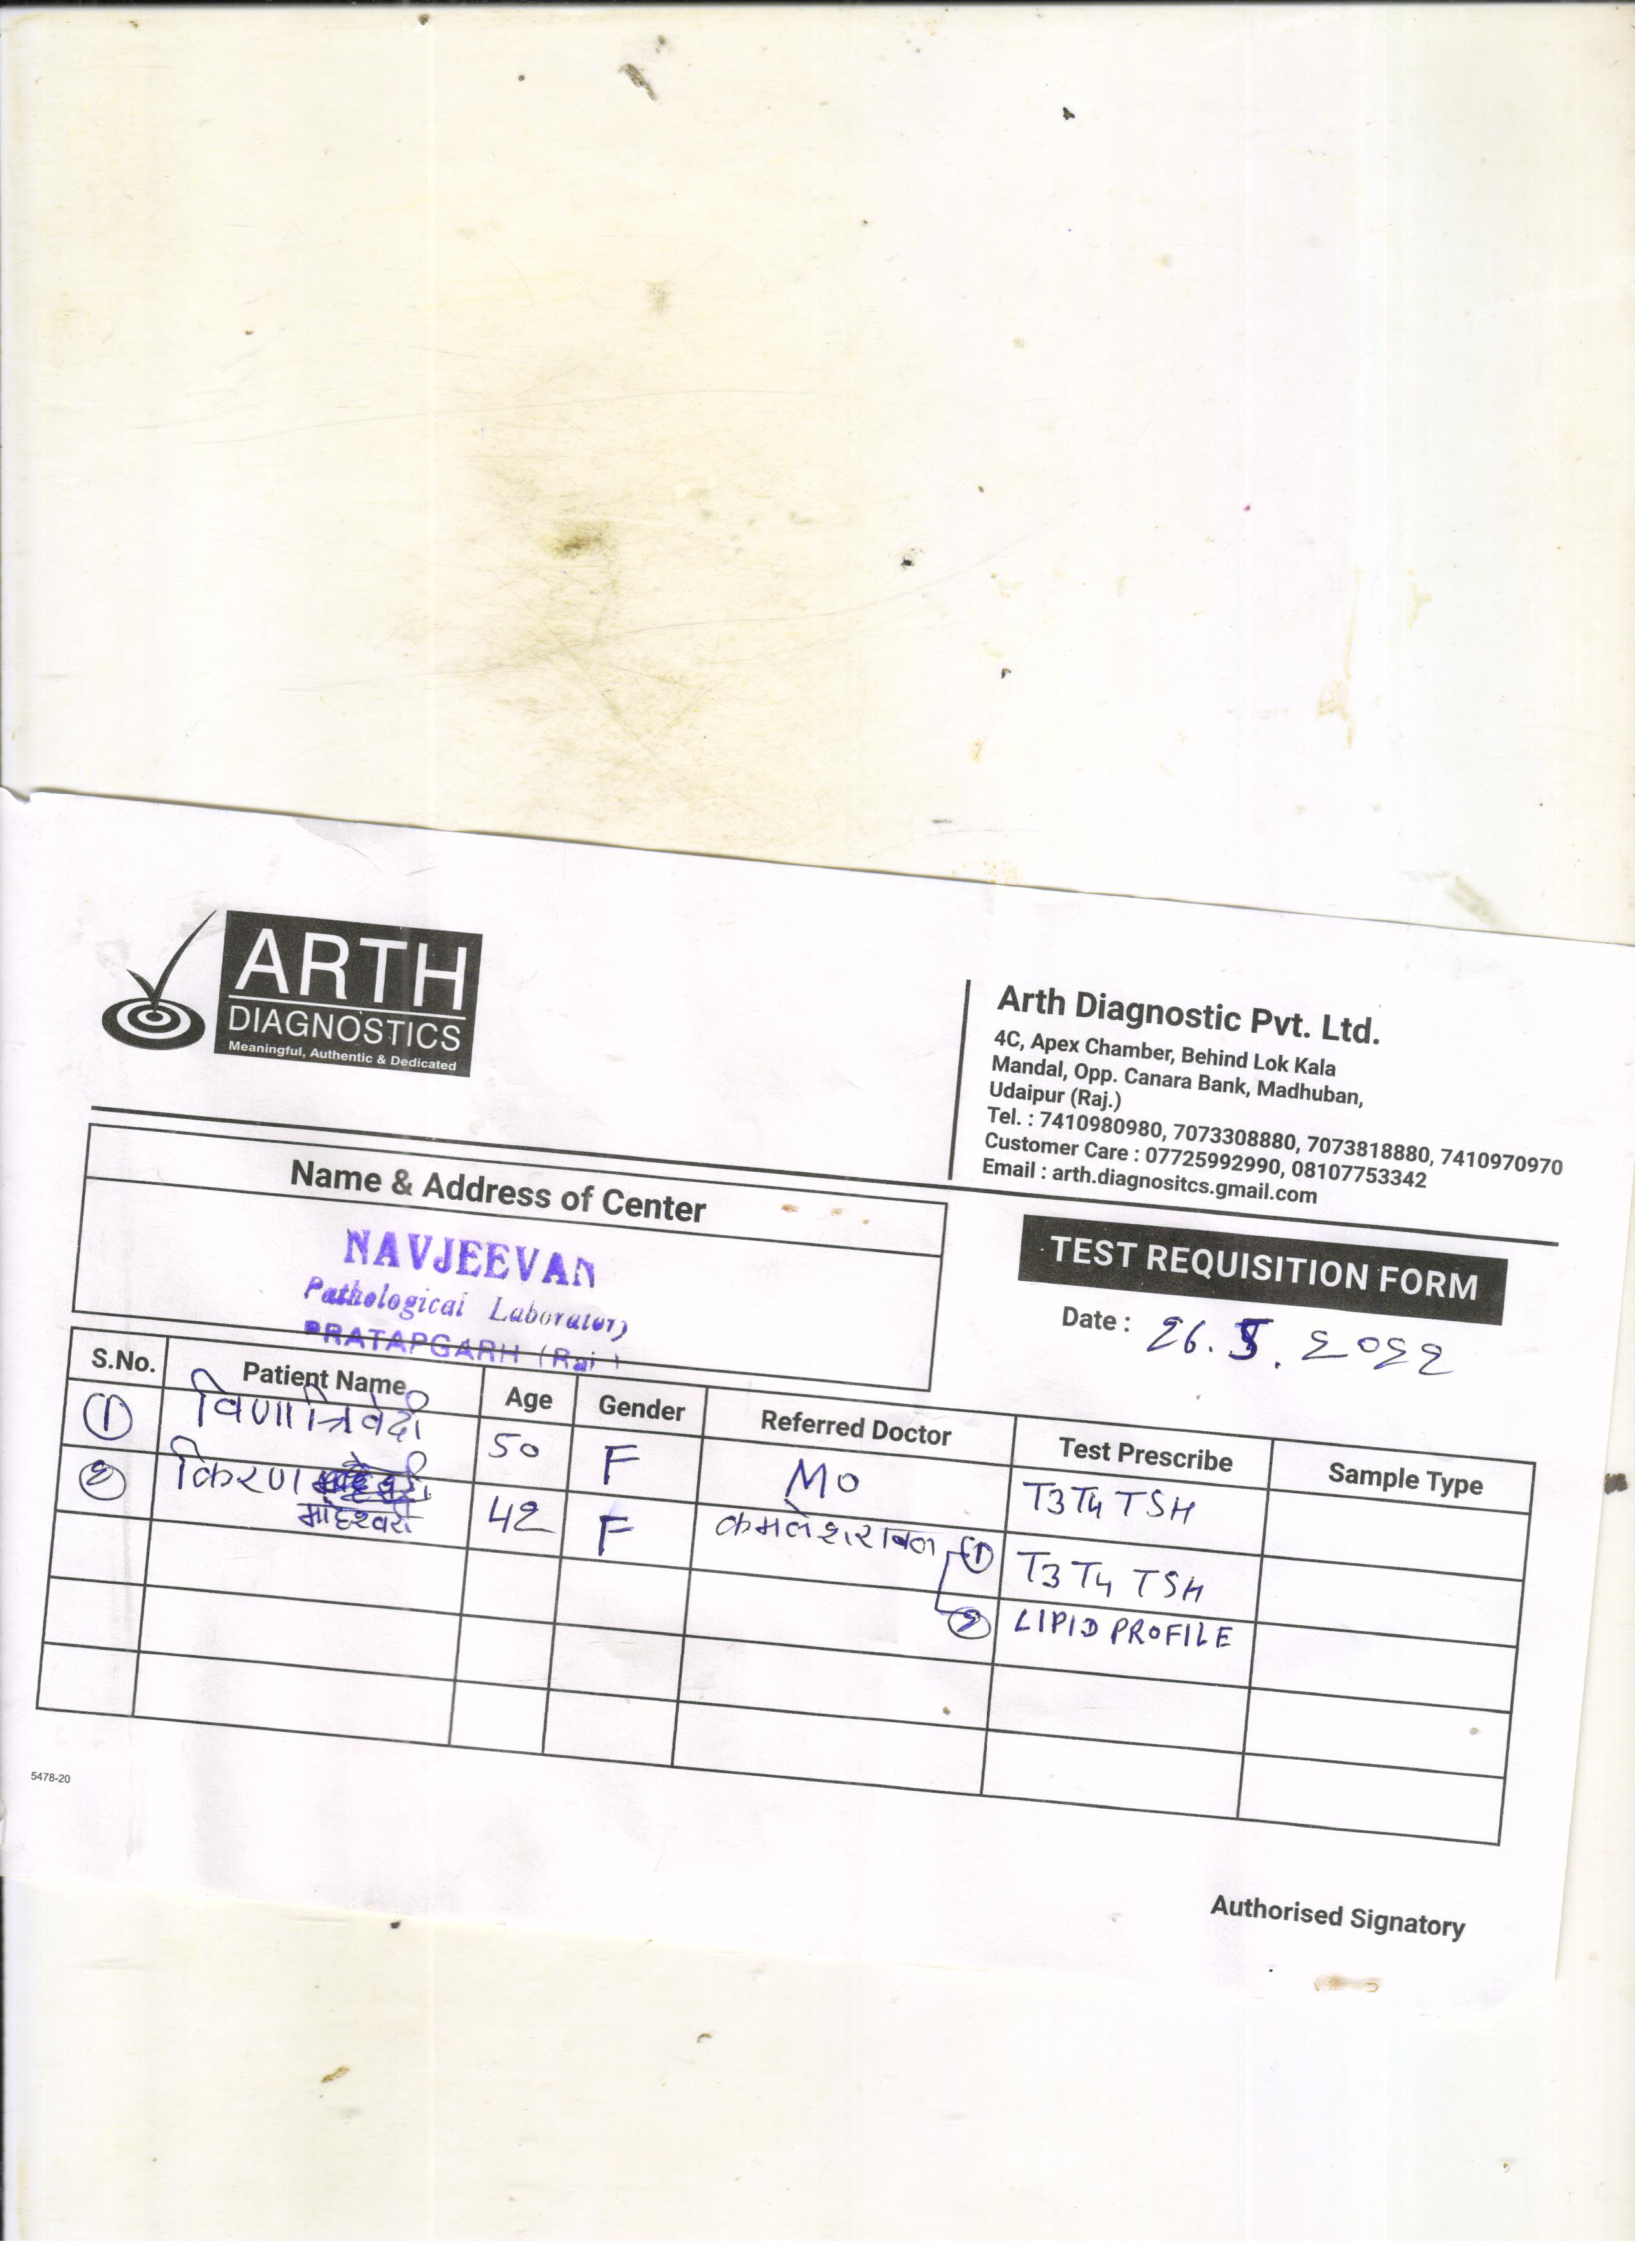 ARTH
DIAGNOSTICS
Meaningful, Authentic & Dedicated
Arth Diagnostic Pvt. Ltd.
4C, Apex Chamber, Behind Lok Kala
Mandal, Opp. Canara Bank, Madhuban,
Udaipur (Raj.)
Tel. : 7410980980, 7073308880, 7073818880, 7410970970
Customer Care : 07725992990, 08107753342
Email : arth.diagnositcs.gmail.com
Name & Address of Center
NAVJEEVAN
Pathological Laboratory
PRATAPGARH (Raj.)
TEST REQUISITION FORM
Date : 26. 5. 2022
S.No. Patient Name Age Gender Referred Doctor Test Prescribe Sample Type
① विणा त्रिवेदी 50 F MO T3 T4 TSH
② किरण माहेश्वरी 42 F ① T3 T4 TSH
② LIPID PROFILE
5478-20
Authorised Signatory